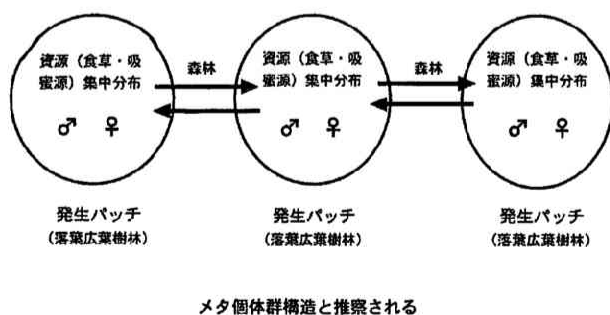 資源（食草・吸
蜜源）集中分布
♂ ♀
森林
資源（食草・吸
蜜源）集中分布
♂ ♀
森林
資源（食草・吸
蜜源）集中分布
♂ ♀
発生パッチ
（落葉広葉樹林）
発生パッチ
（落葉広葉樹林）
発生パッチ
（落葉広葉樹林）
メタ個体群構造と推察される